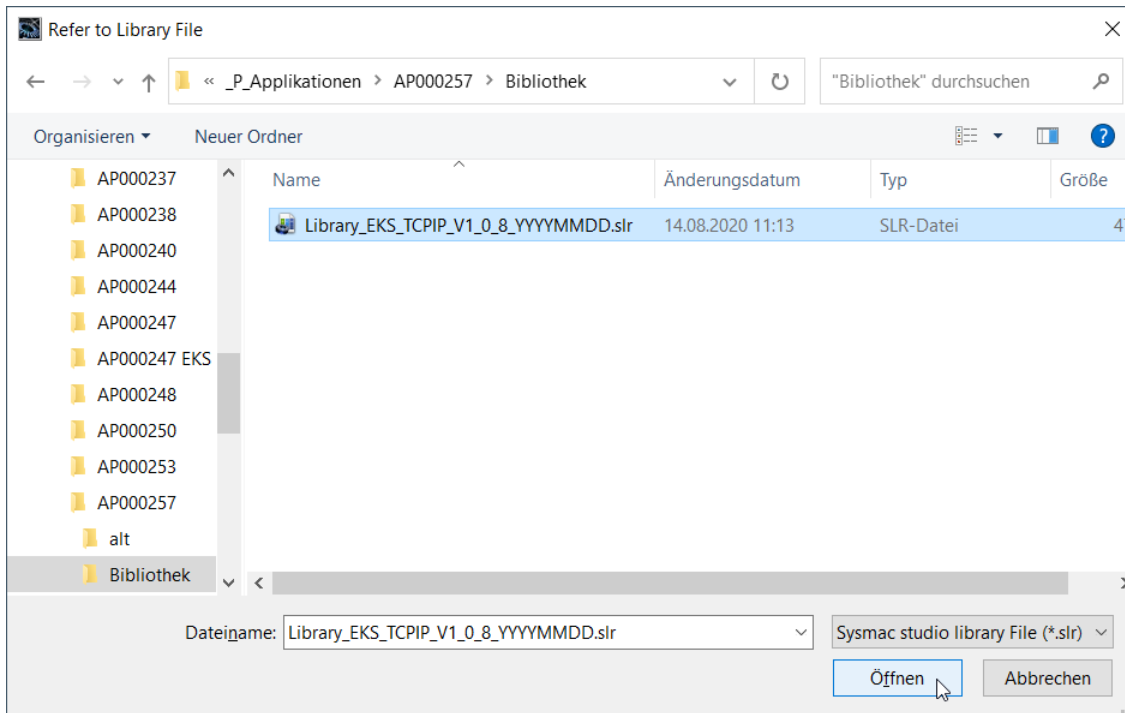 Refer to Library File
« _P_Applikationen > AP000257 > Bibliothek
"Bibliothek" durchsuchen
Organisieren
Neuer Ordner
Name
Änderungsdatum
Typ
Größe
Library_EKS_TCPIP_V1_0_8_YYYYMMDD.slr
14.08.2020 11:13
SLR-Datei
AP000237
AP000238
AP000240
AP000244
AP000247
AP000247 EKS
AP000248
AP000250
AP000253
AP000257
alt
Bibliothek
Dateiname:
Library_EKS_TCPIP_V1_0_8_YYYYMMDD.slr
Sysmac studio library File (*.slr)
Öffnen
Abbrechen